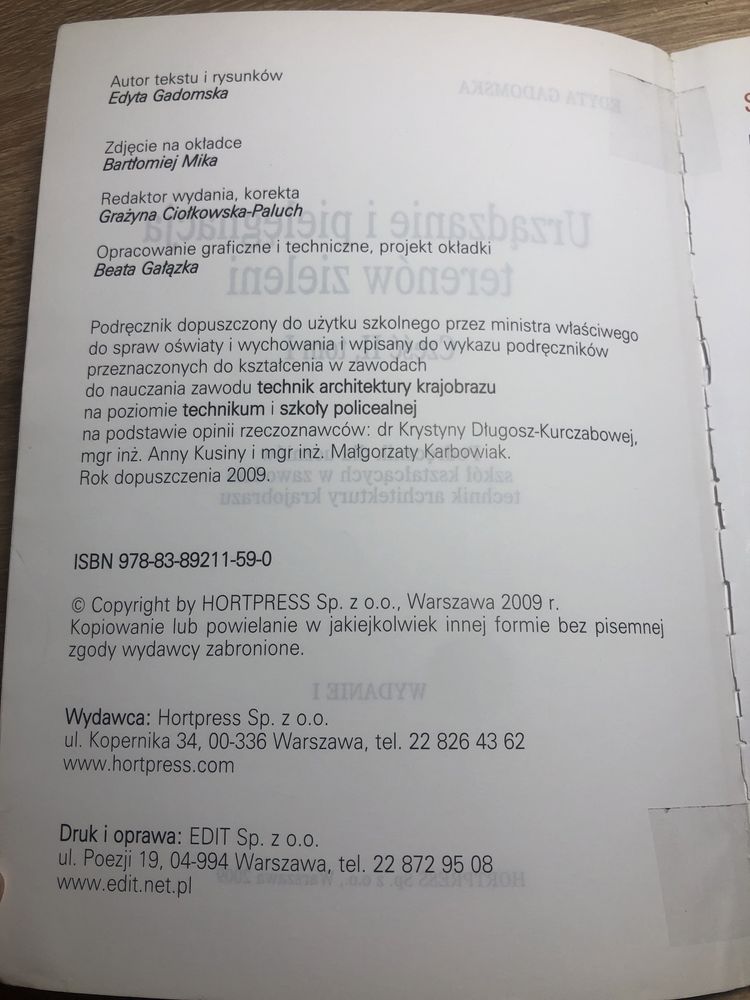 Autor tekstu i rysunków
Edyta Gadomska
Zdjęcie na okładce
Bartłomiej Mika
Redaktor wydania, korekta
Grażyna Ciołkowska-Paluch
Opracowanie graficzne i techniczne, projekt okładki
Beata Gałązka
Podręcznik dopuszczony do użytku szkolnego przez ministra właściwego
do spraw oświaty i wychowania i wpisany do wykazu podręczników
przeznaczonych do kształcenia w zawodach
do nauczania zawodu technik architektury krajobrazu
na poziomie technikum i szkoły policealnej
na podstawie opinii rzeczoznawców: dr Krystyny Długosz-Kurczabowej,
mgr inż. Anny Kusiny i mgr inż. Małgorzaty Karbowiak.
Rok dopuszczenia 2009.
ISBN 978-83-89211-59-0
© Copyright by HORTPRESS Sp. z o.o., Warszawa 2009 r.
Kopiowanie lub powielanie w jakiejkolwiek innej formie bez pisemnej
zgody wydawcy zabronione.
Wydawca: Hortpress Sp. z o.o.
ul. Kopernika 34, 00-336 Warszawa, tel. 22 826 43 62
www.hortpress.com
Druk i oprawa: EDIT Sp. z o.o.
ul. Poezji 19, 04-994 Warszawa, tel. 22 872 95 08
www.edit.net.pl